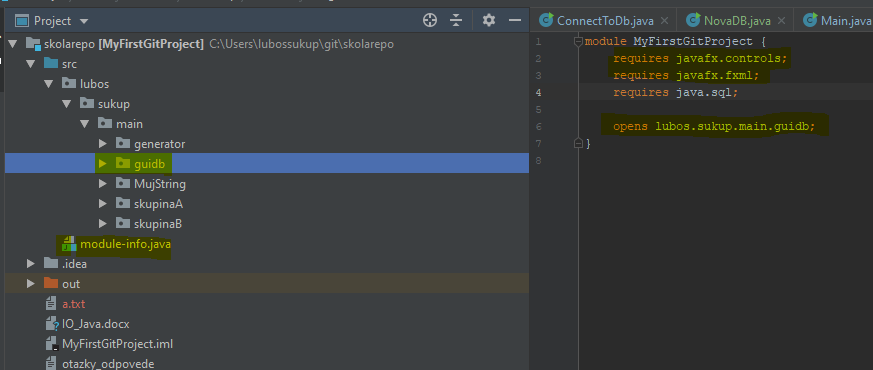 Project
skolarepo [MyFirstGitProject] C:\Users\lubossukup\git\skolarepo
src
lubos
sukup
main
generator
guidb
MujString
skupinaA
skupinaB
module-info.java
.idea
out
a.txt
IO_Java.docx
MyFirstGitProject.iml
otazky_odpovede
ConnectToDb.java NovaDB.java Main.java
1 module MyFirstGitProject {
2 requires javafx.controls;
3 requires javafx.fxml;
4 requires java.sql;
5
6 opens lubos.sukup.main.guidb;
7 }
8